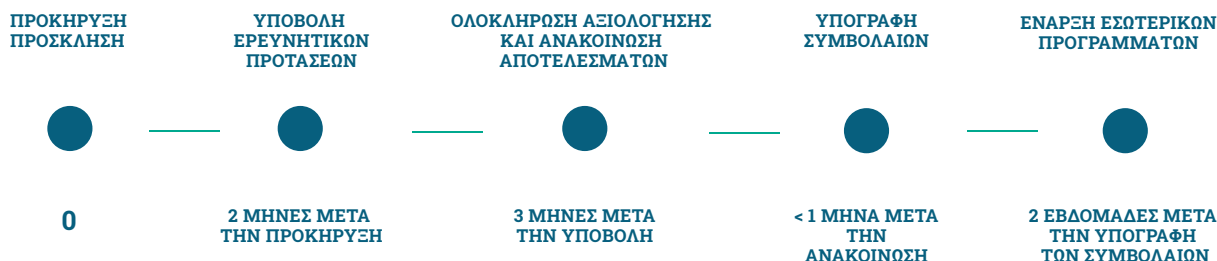 ΠΡΟΚΗΡΥΞΗ
ΠΡΟΣΚΛΗΣΗ
ΥΠΟΒΟΛΗ
ΕΡΕΥΝΗΤΙΚΩΝ
ΠΡΟΤΑΣΕΩΝ
ΟΛΟΚΛΗΡΩΣΗ ΑΞΙΟΛΟΓΗΣΗΣ
ΚΑΙ ΑΝΑΚΟΙΝΩΣΗ
ΑΠΟΤΕΛΕΣΜΑΤΩΝ
ΥΠΟΓΡΑΦΗ
ΣΥΜΒΟΛΑΙΩΝ
ΕΝΑΡΞΗ ΕΣΩΤΕΡΙΚΩΝ
ΠΡΟΓΡΑΜΜΑΤΩΝ
0
2 ΜΗΝΕΣ ΜΕΤΑ
ΤΗΝ ΠΡΟΚΗΡΥΞΗ
3 ΜΗΝΕΣ ΜΕΤΑ
ΤΗΝ ΥΠΟΒΟΛΗ
< 1 ΜΗΝΑ ΜΕΤΑ
ΤΗΝ
ΑΝΑΚΟΙΝΩΣΗ
2 ΕΒΔΟΜΑΔΕΣ ΜΕΤΑ
ΤΗΝ ΥΠΟΓΡΑΦΗ
ΤΩΝ ΣΥΜΒΟΛΑΙΩΝ